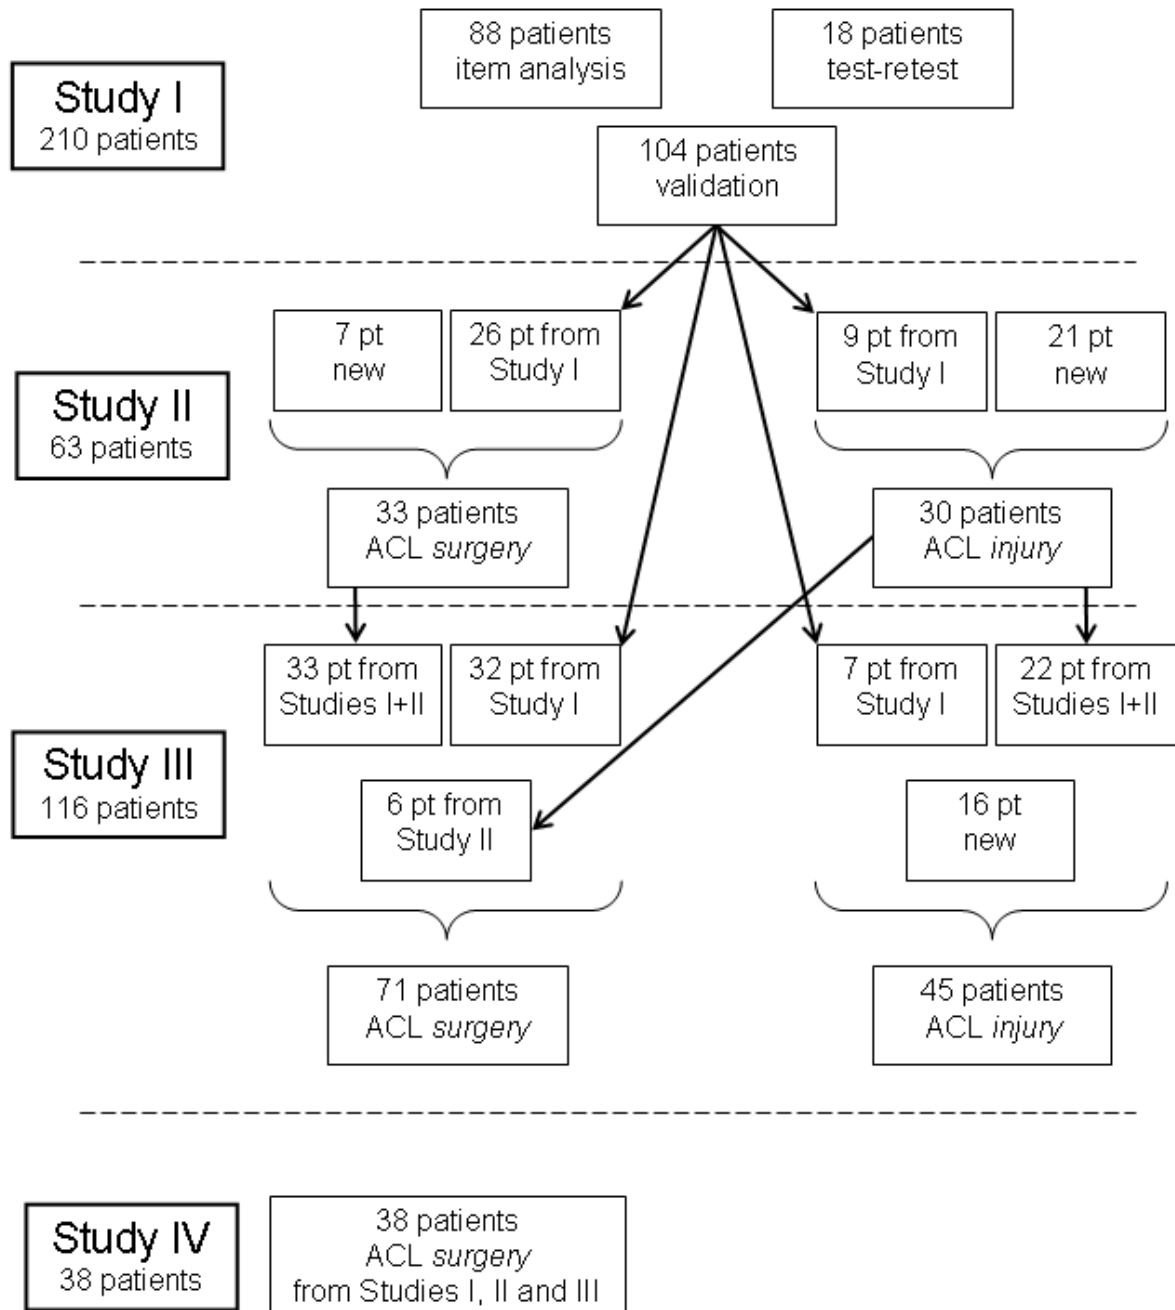 88 patients
item analysis
18 patients
test-retest
Study I
210 patients
104 patients
validation
7 pt
new
26 pt from
Study I
9 pt from
Study I
21 pt
new
Study II
63 patients
33 patients
ACL surgery
30 patients
ACL injury
33 pt from
Studies I+II
32 pt from
Study I
7 pt from
Study I
22 pt from
Studies I+II
Study III
116 patients
6 pt from
Study II
16 pt
new
71 patients
ACL surgery
45 patients
ACL injury
Study IV
38 patients
38 patients
ACL surgery
from Studies I, II and III